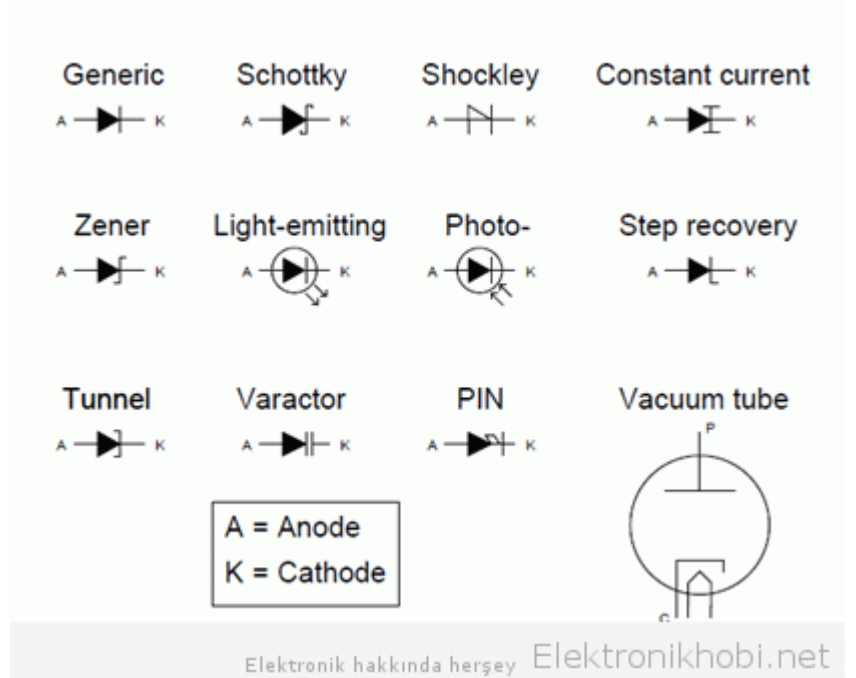 Generic Schottky Shockley Constant current
A K A K A K A K
Zener Light-emitting Photo- Step recovery
A K A K A K A K
Tunnel Varactor PIN Vacuum tube
P
A K A K A K
A = Anode
K = Cathode
C
Elektronik hakkında herşey Elektronikhobi.net